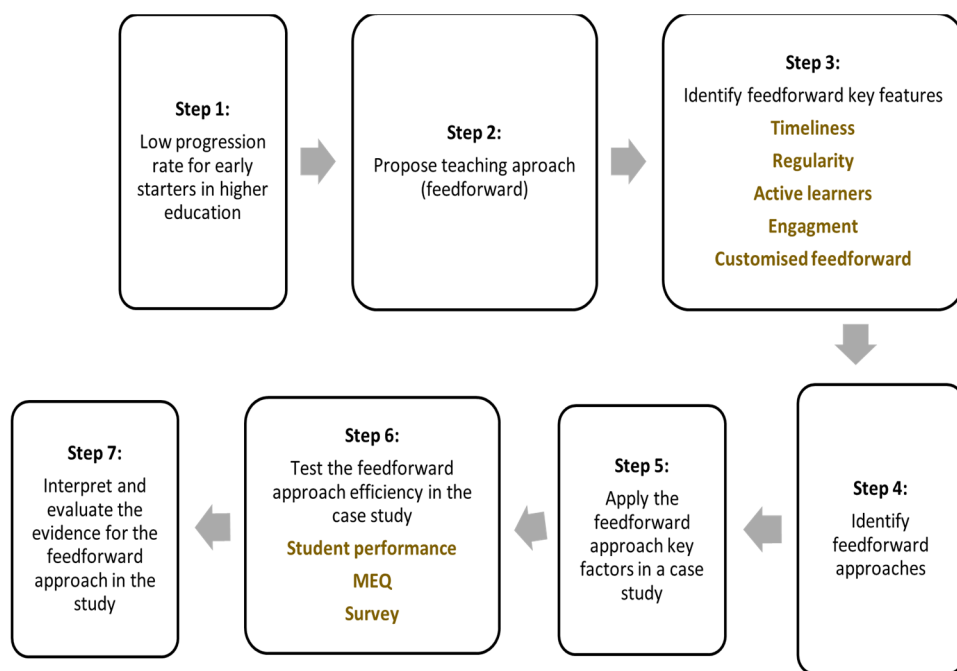 Step 1:
Low progression
rate for early
starters in higher
education
Step 2:
Propose teaching aproach
(feedforward)
Step 3:
Identify feedforward key features
Timeliness
Regularity
Active learners
Engagment
Customised feedforward
Step 4:
Identify
feedforward
approaches
Step 5:
Apply the
feedforward
approach key
factors in a case
study
Step 6:
Test the feedforward
approach efficiency in the
case study
Student performance
MEQ
Survey
Step 7:
Interpret and
evaluate the
evidence for the
feedforward
approach in the
study